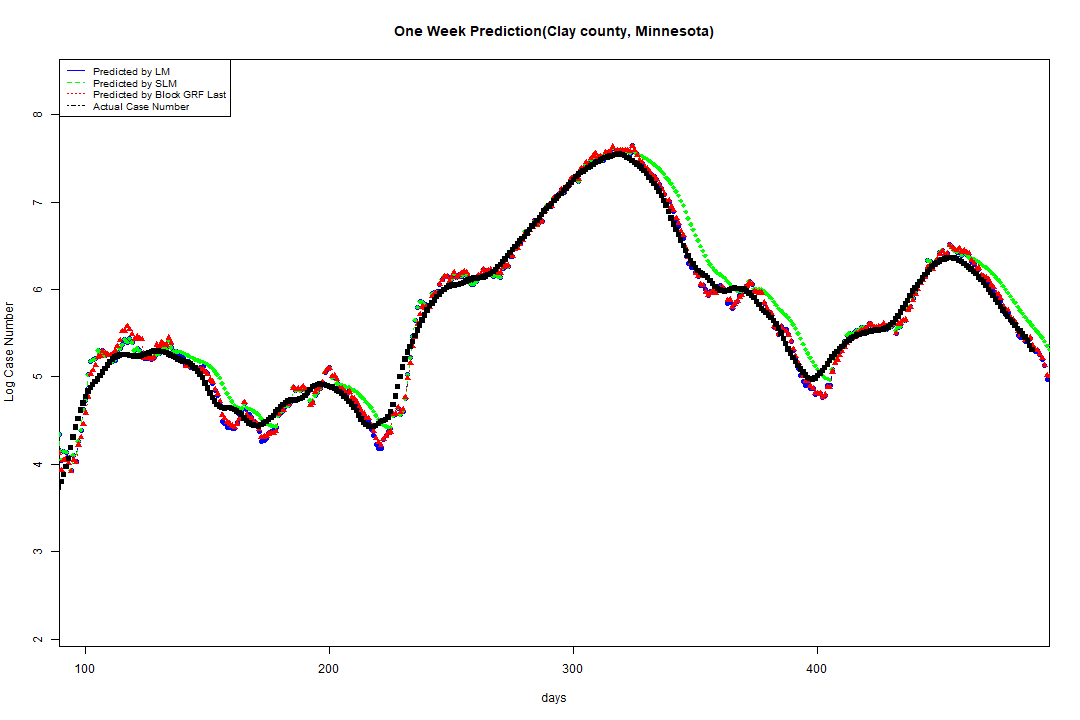 One Week Prediction(Clay county, Minnesota)
Predicted by LM
Predicted by SLM
Predicted by Block GRF Last
Actual Case Number
Log Case Number
8
7
6
5
4
3
2
100 200 300 400
days